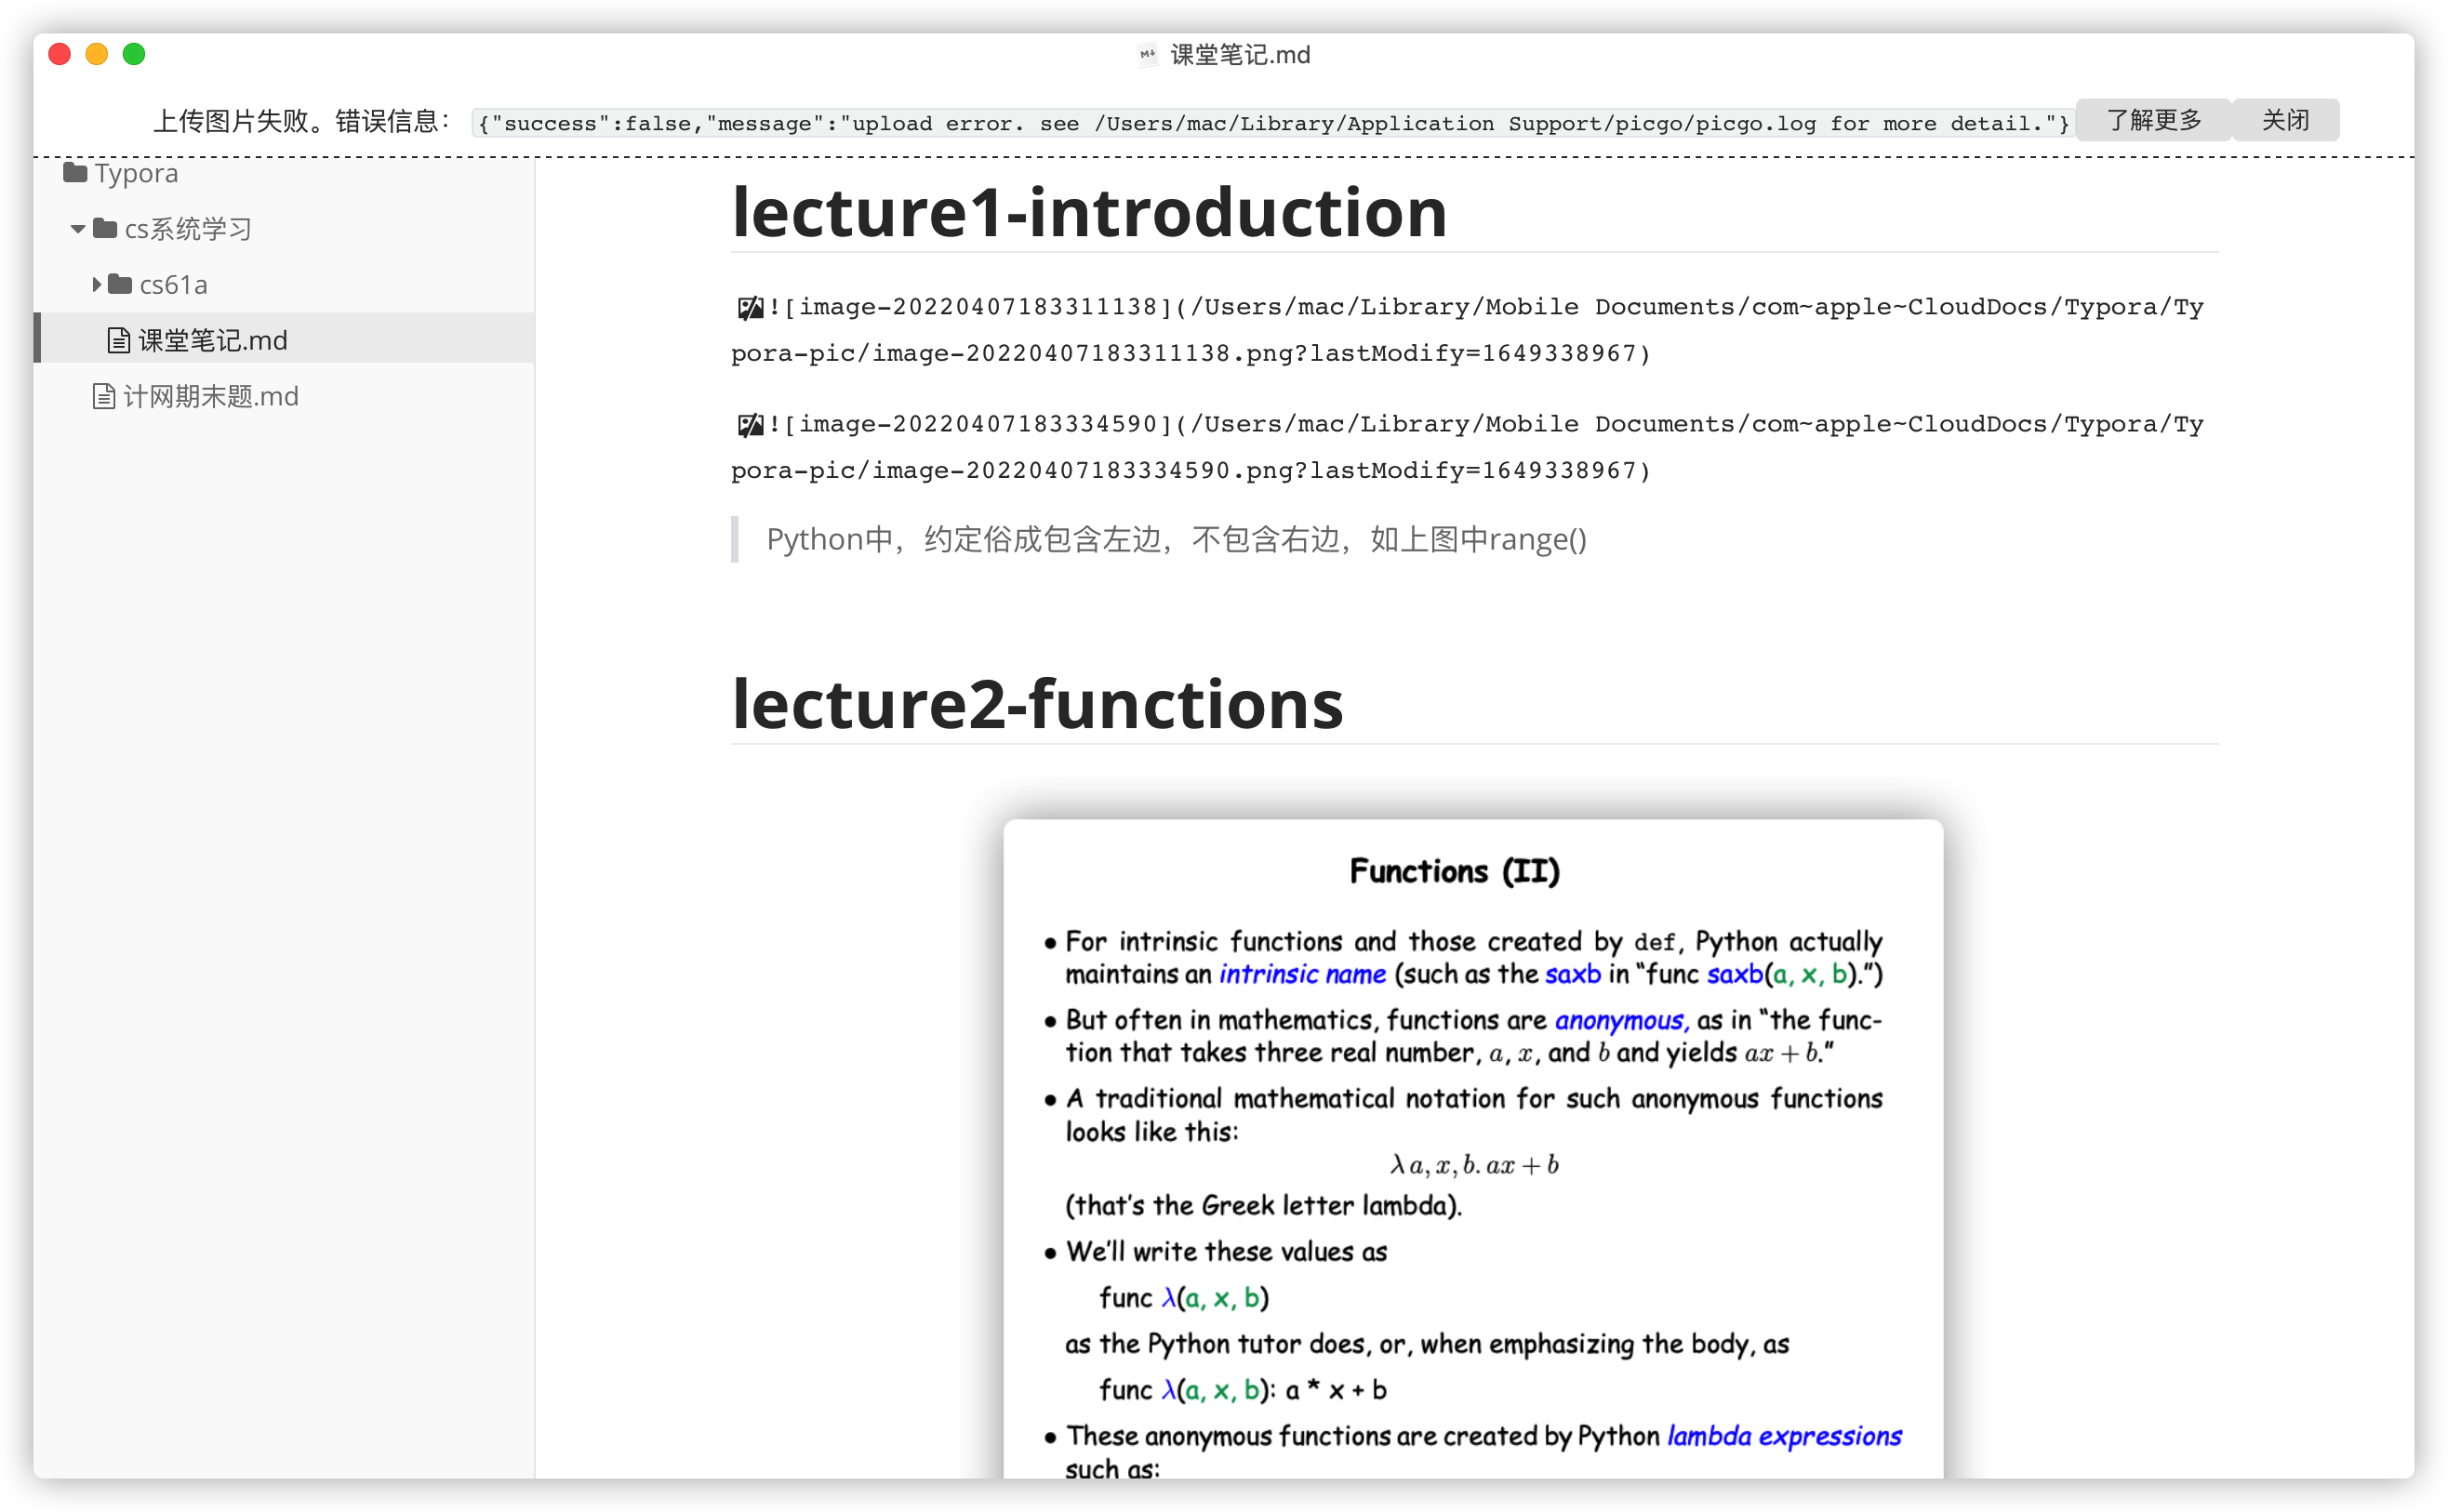 课堂笔记.md
上传图片失败。错误信息： {"success":false,"message":"upload error. see /Users/mac/Library/Application Support/picgo/picgo.log for more detail."} 了解更多 关闭
Typora
cs系统学习
cs61a
课堂笔记.md
计网期末题.md
lecture1-introduction
![image-20220407183311138](/Users/mac/Library/Mobile Documents/com~apple~CloudDocs/Typora/Ty
pora-pic/image-20220407183311138.png?lastModify=1649338967)
![image-20220407183334590](/Users/mac/Library/Mobile Documents/com~apple~CloudDocs/Typora/Ty
pora-pic/image-20220407183334590.png?lastModify=1649338967)
Python中，约定俗成包含左边，不包含右边，如上图中range()
lecture2-functions
Functions (II)
• For intrinsic functions and those created by def, Python actually
maintains an intrinsic name (such as the saxb in “func saxb(a, x, b).”)
• But often in mathematics, functions are anonymous, as in “the func-
tion that takes three real number, a, x, and b and yields ax + b.”
• A traditional mathematical notation for such anonymous functions
looks like this:
λ a, x, b. ax + b
(that’s the Greek letter lambda).
• We’ll write these values as
func λ(a, x, b)
as the Python tutor does, or, when emphasizing the body, as
func λ(a, x, b): a * x + b
• These anonymous functions are created by Python lambda expressions
such as: